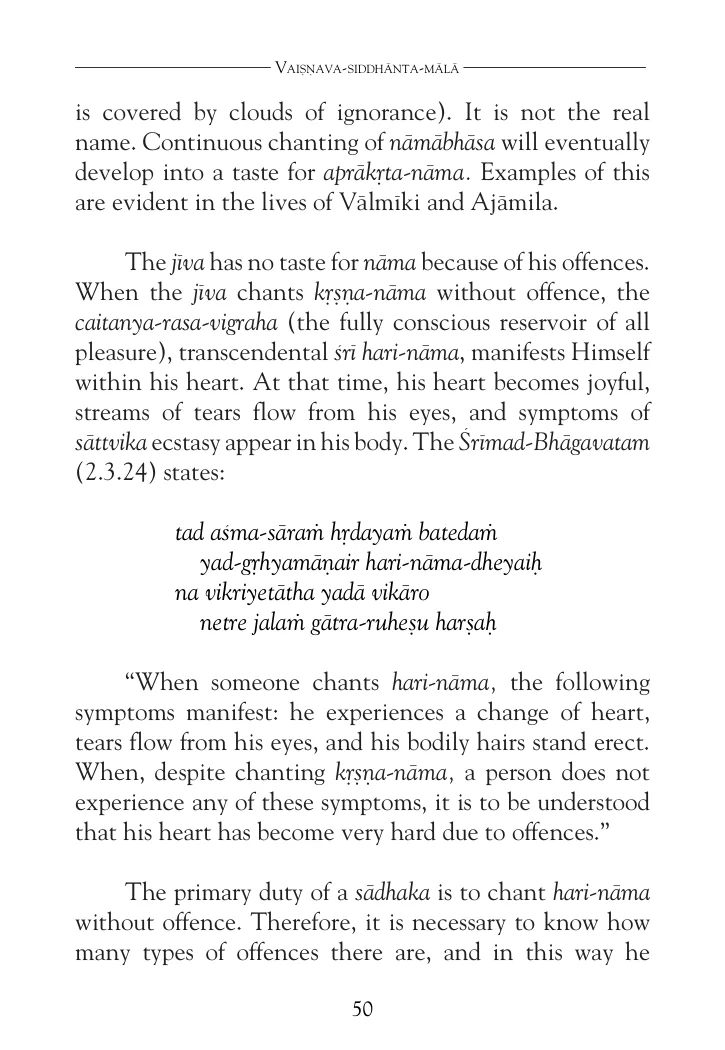 Vaiṣṇava-siddhānta-mālā
is covered by clouds of ignorance). It is not the real
name. Continuous chanting of nāmābhāsa will eventually
develop into a taste for aprākṛta-nāma. Examples of this
are evident in the lives of Vālmīki and Ajāmila.
The jīva has no taste for nāma because of his offences.
When the jīva chants kṛṣṇa-nāma without offence, the
caitanya-rasa-vigraha (the fully conscious reservoir of all
pleasure), transcendental śrī hari-nāma, manifests Himself
within his heart. At that time, his heart becomes joyful,
streams of tears flow from his eyes, and symptoms of
sāttvika ecstasy appear in his body. The Śrīmad-Bhāgavatam
(2.3.24) states:
tad aśma-sāraṁ hṛdayaṁ batedaṁ
yad-gṛhyamāṇair hari-nāma-dheyaiḥ
na vikriyetātha yadā vikāro
netre jalaṁ gātra-ruheṣu harṣaḥ
“When someone chants hari-nāma, the following
symptoms manifest: he experiences a change of heart,
tears flow from his eyes, and his bodily hairs stand erect.
When, despite chanting kṛṣṇa-nāma, a person does not
experience any of these symptoms, it is to be understood
that his heart has become very hard due to offences.”
The primary duty of a sādhaka is to chant hari-nāma
without offence. Therefore, it is necessary to know how
many types of offences there are, and in this way he
50